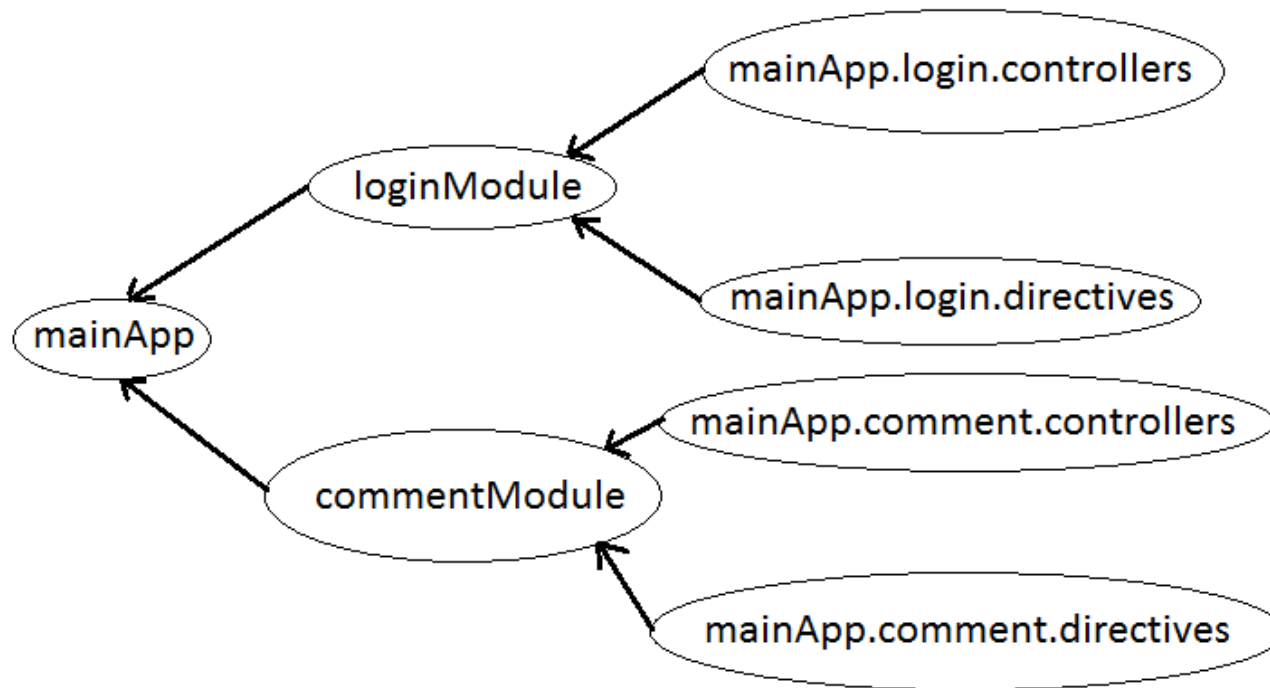 mainApp.login.controllers
loginModule
mainApp.login.directives
mainApp
mainApp.comment.controllers
commentModule
mainApp.comment.directives